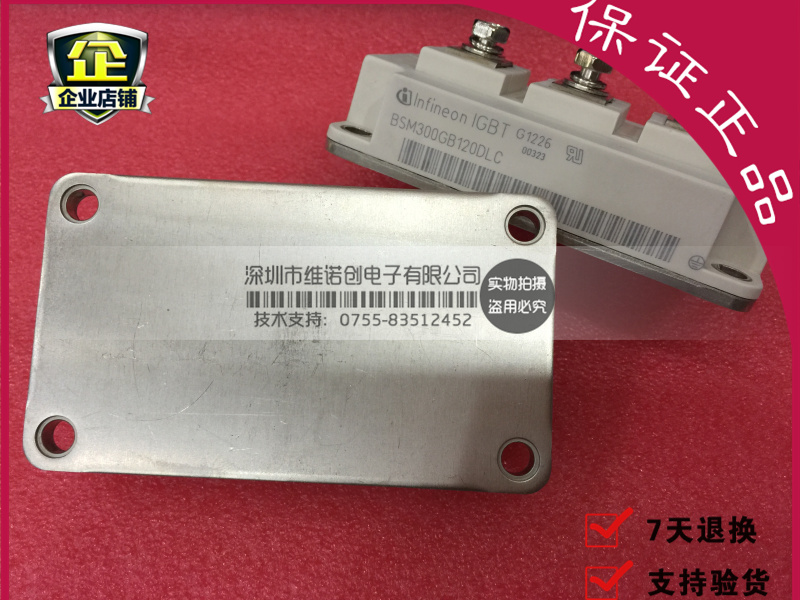 企
企业店铺
保证正品
Infineon IGBT G1226
BSM300GB120DLC 00323
深圳市维诺创电子有限公司
技术支持：0755-83512452
实物拍摄
盗用必究
7天退换
支持验货